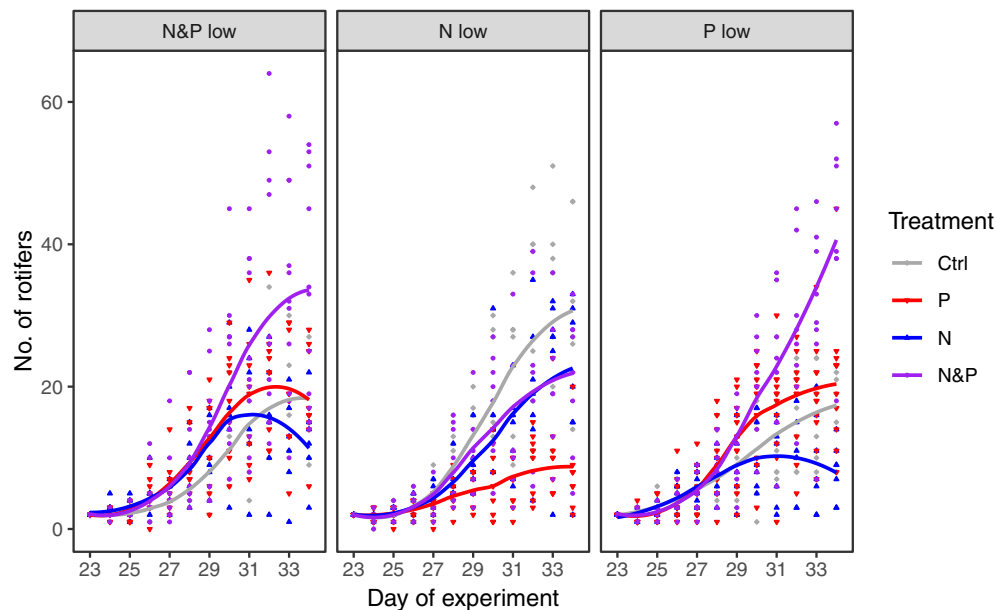 N&P low
N low
P low
No. of rotifers
60
40
20
0
23 25 27 29 31 33
23 25 27 29 31 33
23 25 27 29 31 33
Day of experiment
Treatment
Ctrl
P
N
N&P